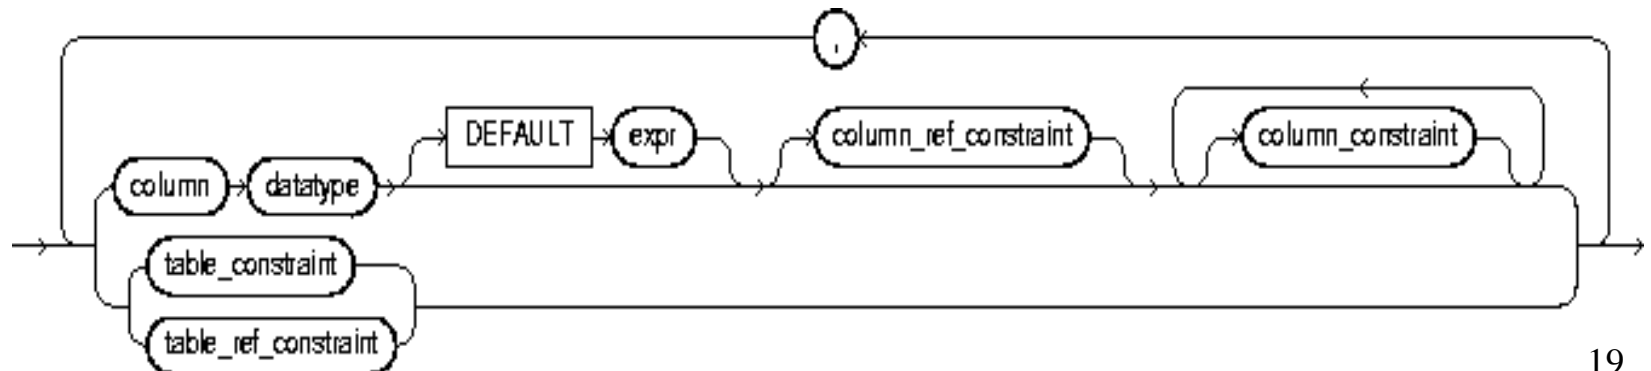 ,
DEFAULT expr column_ref_constraint column_constraint
column datatype
table_constraint
table_ref_constraint
19